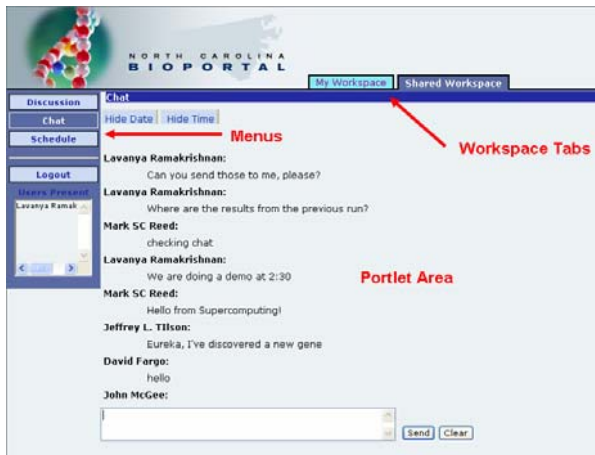 NORTH CAROLINA
BIOPORTAL
My Workspace
Shared Workspace
Discussion
Chat
Schedule
Logout
Users Present
Lavanya Ramak
Chat
Hide Date
Hide Time
Menus
Workspace Tabs
Lavanya Ramakrishnan:
Can you send those to me, please?
Lavanya Ramakrishnan:
Where are the results from the previous run?
Mark SC Reed:
checking chat
Lavanya Ramakrishnan:
We are doing a demo at 2:30
Portlet Area
Mark SC Reed:
Hello from Supercomputing!
Jeffrey L. TIlson:
Eureka, I've discovered a new gene
David Fargo:
hello
John McGee:
Send
Clear